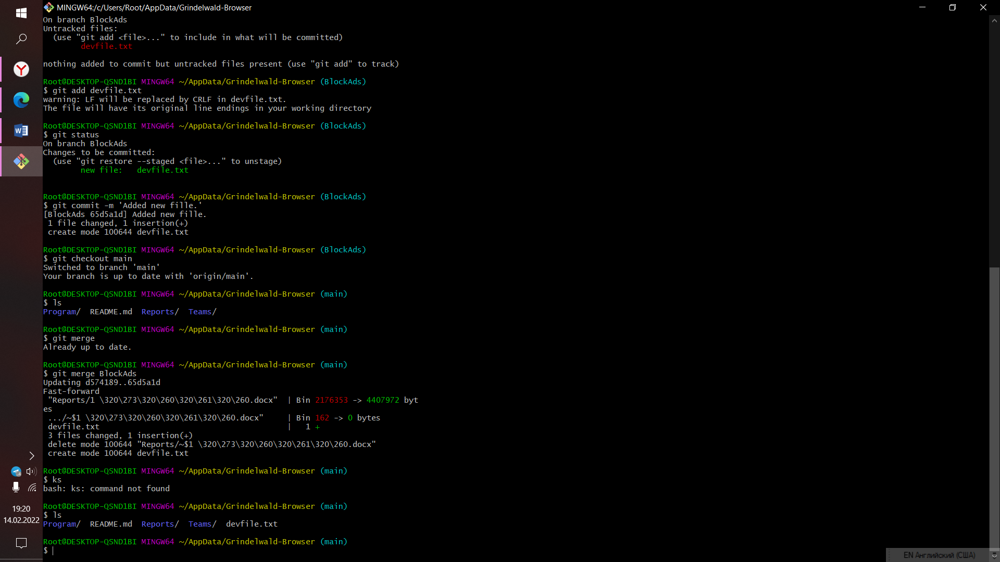 MINGW64:/c/Users/Root/AppData/Grindelwald-Browser
On branch BlockAds
Untracked files:
  (use "git add <file>..." to include in what will be committed)
        devfile.txt
nothing added to commit but untracked files present (use "git add" to track)
Root@DESKTOP-QSND1BI MINGW64 ~/AppData/Grindelwald-Browser (BlockAds)
$ git add devfile.txt
warning: LF will be replaced by CRLF in devfile.txt.
The file will have its original line endings in your working directory
Root@DESKTOP-QSND1BI MINGW64 ~/AppData/Grindelwald-Browser (BlockAds)
$ git status
On branch BlockAds
Changes to be committed:
  (use "git restore --staged <file>..." to unstage)
        new file:   devfile.txt
Root@DESKTOP-QSND1BI MINGW64 ~/AppData/Grindelwald-Browser (BlockAds)
$ git commit -m 'Added new fille.'
[BlockAds 65d5a1d] Added new fille.
 1 file changed, 1 insertion(+)
 create mode 100644 devfile.txt
Root@DESKTOP-QSND1BI MINGW64 ~/AppData/Grindelwald-Browser (BlockAds)
$ git checkout main
Switched to branch 'main'
Your branch is up to date with 'origin/main'.
Root@DESKTOP-QSND1BI MINGW64 ~/AppData/Grindelwald-Browser (main)
$ ls
Program/  README.md  Reports/  Teams/
Root@DESKTOP-QSND1BI MINGW64 ~/AppData/Grindelwald-Browser (main)
$ git merge
Already up to date.
Root@DESKTOP-QSND1BI MINGW64 ~/AppData/Grindelwald-Browser (main)
$ git merge BlockAds
Updating d574189..65d5a1d
Fast-forward
 "Reports/1 \320\273\320\260\320\261\320\260.docx"  | Bin 2176353 -> 4407972 byt
es
 .../~$1 \320\273\320\260\320\261\320\260.docx"     | Bin 162 -> 0 bytes
 devfile.txt                                        |   1 +
 3 files changed, 1 insertion(+)
 delete mode 100644 "Reports/~$1 \320\273\320\260\320\261\320\260.docx"
 create mode 100644 devfile.txt
Root@DESKTOP-QSND1BI MINGW64 ~/AppData/Grindelwald-Browser (main)
$ ks
bash: ks: command not found
Root@DESKTOP-QSND1BI MINGW64 ~/AppData/Grindelwald-Browser (main)
$ ls
Program/  README.md  Reports/  Teams/  devfile.txt
Root@DESKTOP-QSND1BI MINGW64 ~/AppData/Grindelwald-Browser (main)
$
19:20
14.02.2022
EN Английский (США)